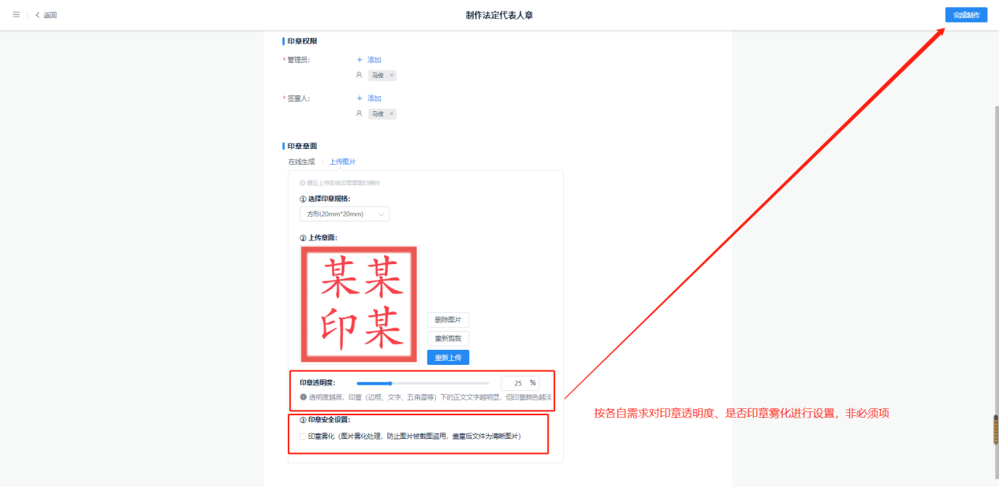 返回
制作法定代表人章
完成制作
印章权限
* 管理员:
+ 添加
马俊 ×
* 签章人:
+ 添加
马俊 ×
印章章面
在线生成 | 上传图片
建议上传实体印章章面扫描件
① 选择印章规格:
方形(20mm*20mm)
② 上传章面:
某某
印某
删除图片
重新剪裁
重新上传
印章透明度:
25 %
透明度越高，印章（边框、文字、五角星等）下的正文文字越明显，但印章颜色越淡
③ 印章安全设置:
印章雾化（图片雾化处理，防止图片被截图盗用，盖章后文件为清晰图片）
按各自需求对印章透明度、是否印章雾化进行设置，非必须项